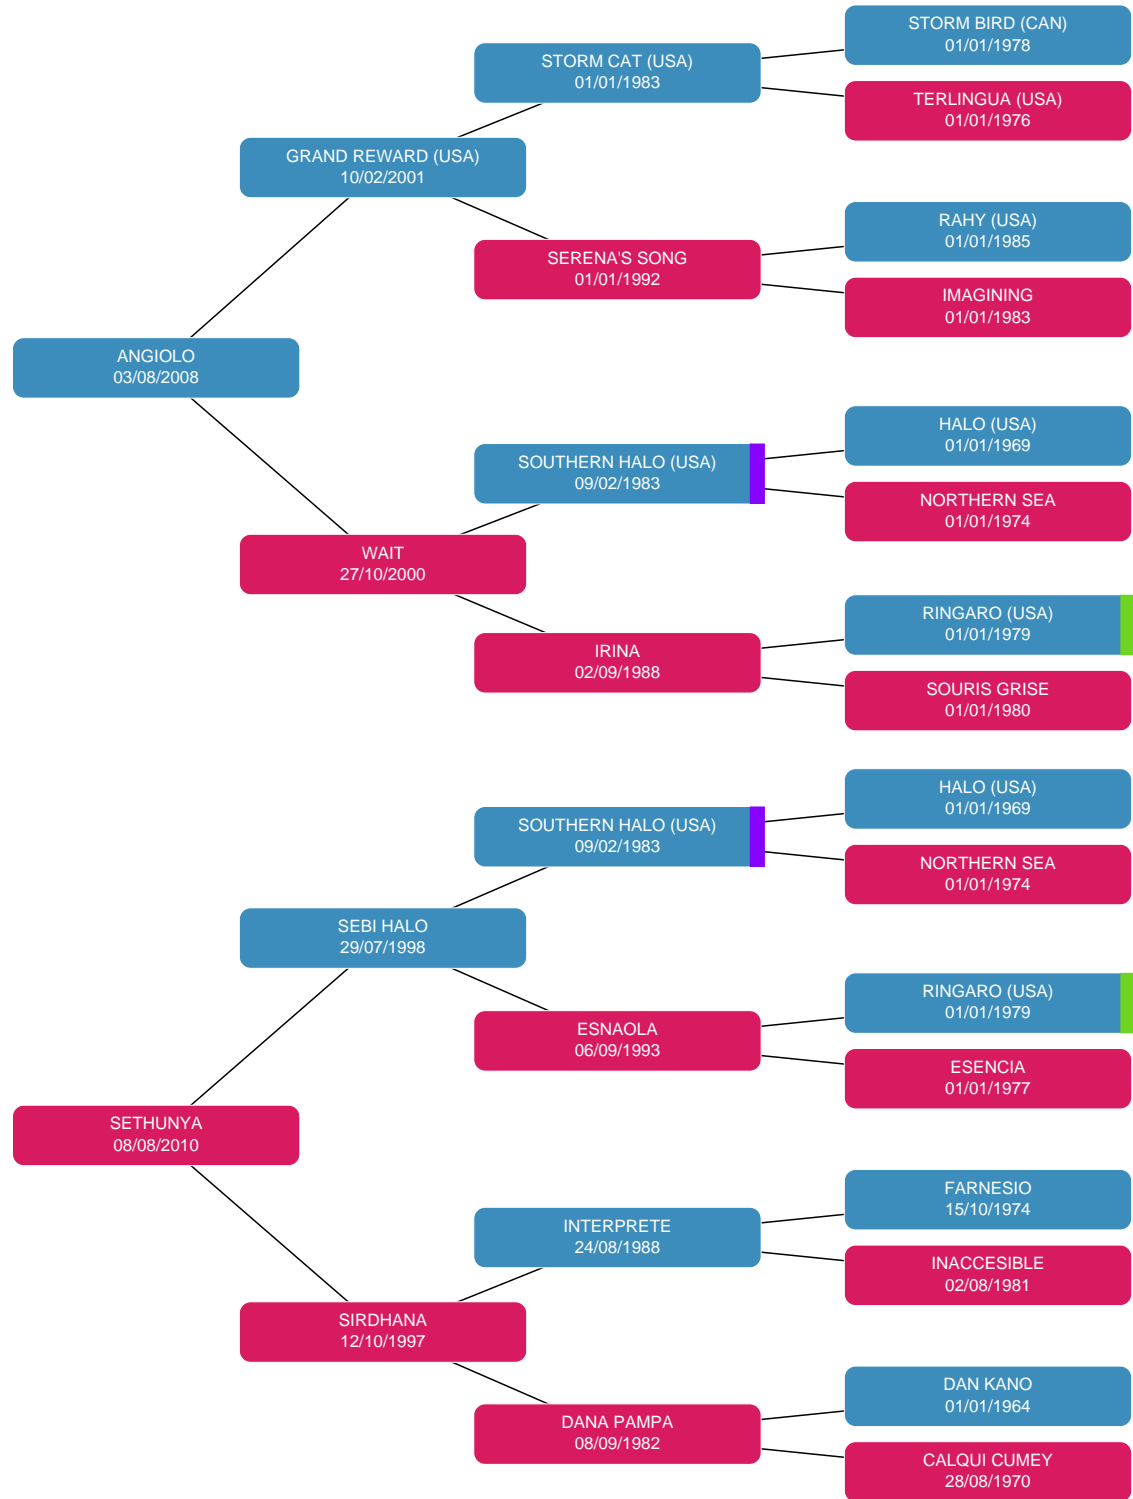 STORM BIRD (CAN)
01/01/1978
STORM CAT (USA)
01/01/1983
TERLINGUA (USA)
01/01/1976
GRAND REWARD (USA)
10/02/2001
RAHY (USA)
01/01/1985
SERENA'S SONG
01/01/1992
IMAGINING
01/01/1983
ANGIOLO
03/08/2008
HALO (USA)
01/01/1969
SOUTHERN HALO (USA)
09/02/1983
NORTHERN SEA
01/01/1974
WAIT
27/10/2000
RINGARO (USA)
01/01/1979
IRINA
02/09/1988
SOURIS GRISE
01/01/1980
HALO (USA)
01/01/1969
SOUTHERN HALO (USA)
09/02/1983
NORTHERN SEA
01/01/1974
SEBI HALO
29/07/1998
RINGARO (USA)
01/01/1979
ESNAOLA
06/09/1993
ESENCIA
01/01/1977
SETHUNYA
08/08/2010
FARNESIO
15/10/1974
INTERPRETE
24/08/1988
INACCESIBLE
02/08/1981
SIRDHANA
12/10/1997
DAN KANO
01/01/1964
DANA PAMPA
08/09/1982
CALQUI CUMEY
28/08/1970